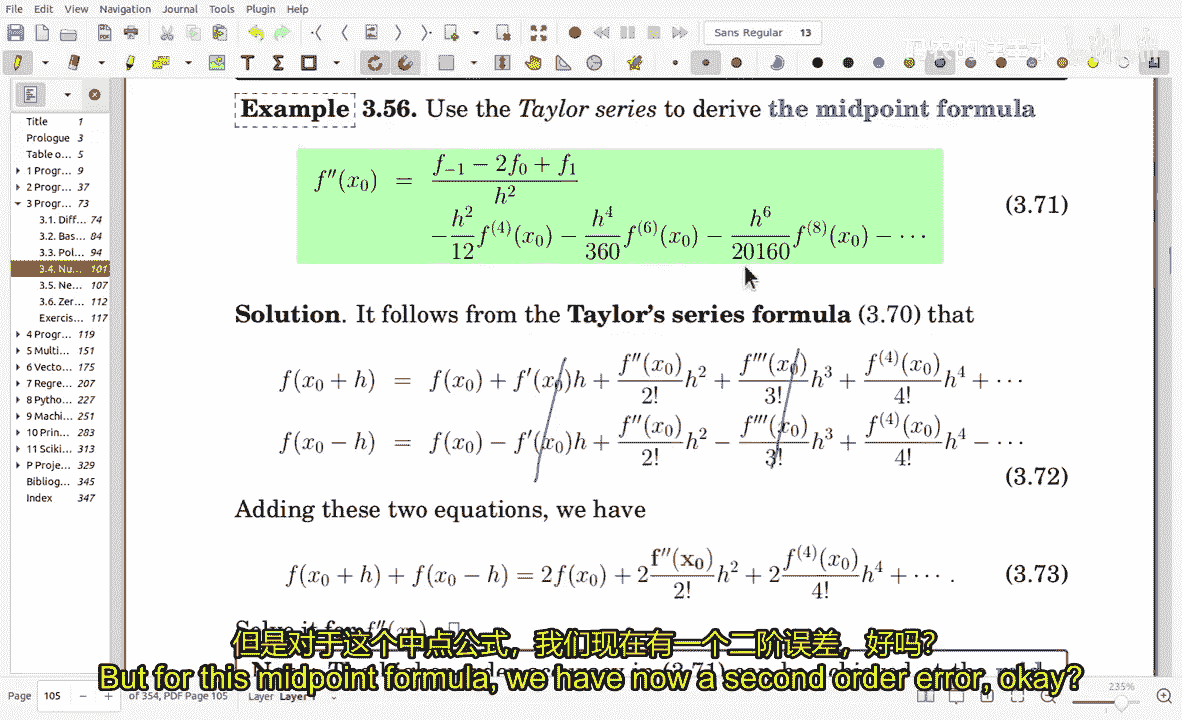 File Edit View Navigation Journal Tools Plugin Help
Sans Regular 13
Title 1
Prologue 3
Table o... 5
1 Progr... 9
2 Progr... 37
3 Progr... 73
3.1. Diff... 74
3.2. Bas... 84
3.3. Pol... 94
3.4. Nu... 101
3.5. Ne... 107
3.6. Zer... 112
Exercis... 117
4 Progr... 119
5 Multi... 151
6 Vecto... 175
7 Regre... 207
8 Pytho... 227
9 Machi... 251
10 Prin... 283
11 Sciki... 313
P Proje... 329
Bibliog... 345
Index 347
Example 3.56. Use the Taylor series to derive the midpoint formula
f''(x₀) = (f₋₁ − 2f₀ + f₁)/h²
−h²/12 f⁽⁴⁾(x₀) − h⁴/360 f⁽⁶⁾(x₀) − h⁶/20160 f⁽⁸⁾(x₀) − ⋯ (3.71)
Solution. It follows from the Taylor's series formula (3.70) that
f(x₀ + h) = f(x₀) + f'(x₀)h + f''(x₀)/2! h² + f'''(x₀)/3! h³ + f⁽⁴⁾(x₀)/4! h⁴ + ⋯
f(x₀ − h) = f(x₀) − f'(x₀)h + f''(x₀)/2! h² − f'''(x₀)/3! h³ + f⁽⁴⁾(x₀)/4! h⁴ − ⋯
(3.72)
Adding these two equations, we have
f(x₀ + h) + f(x₀ − h) = 2f(x₀) + 2 f''(x₀)/2! h² + 2 f⁽⁴⁾(x₀)/4! h⁴ + ⋯ . (3.73)
但是对于这个中点公式，我们现在有一个二阶误差，好吗？
But for this midpoint formula, we have now a second order error, okay?
Page 105 of 354, PDF Page 105 Layer Layer 235%